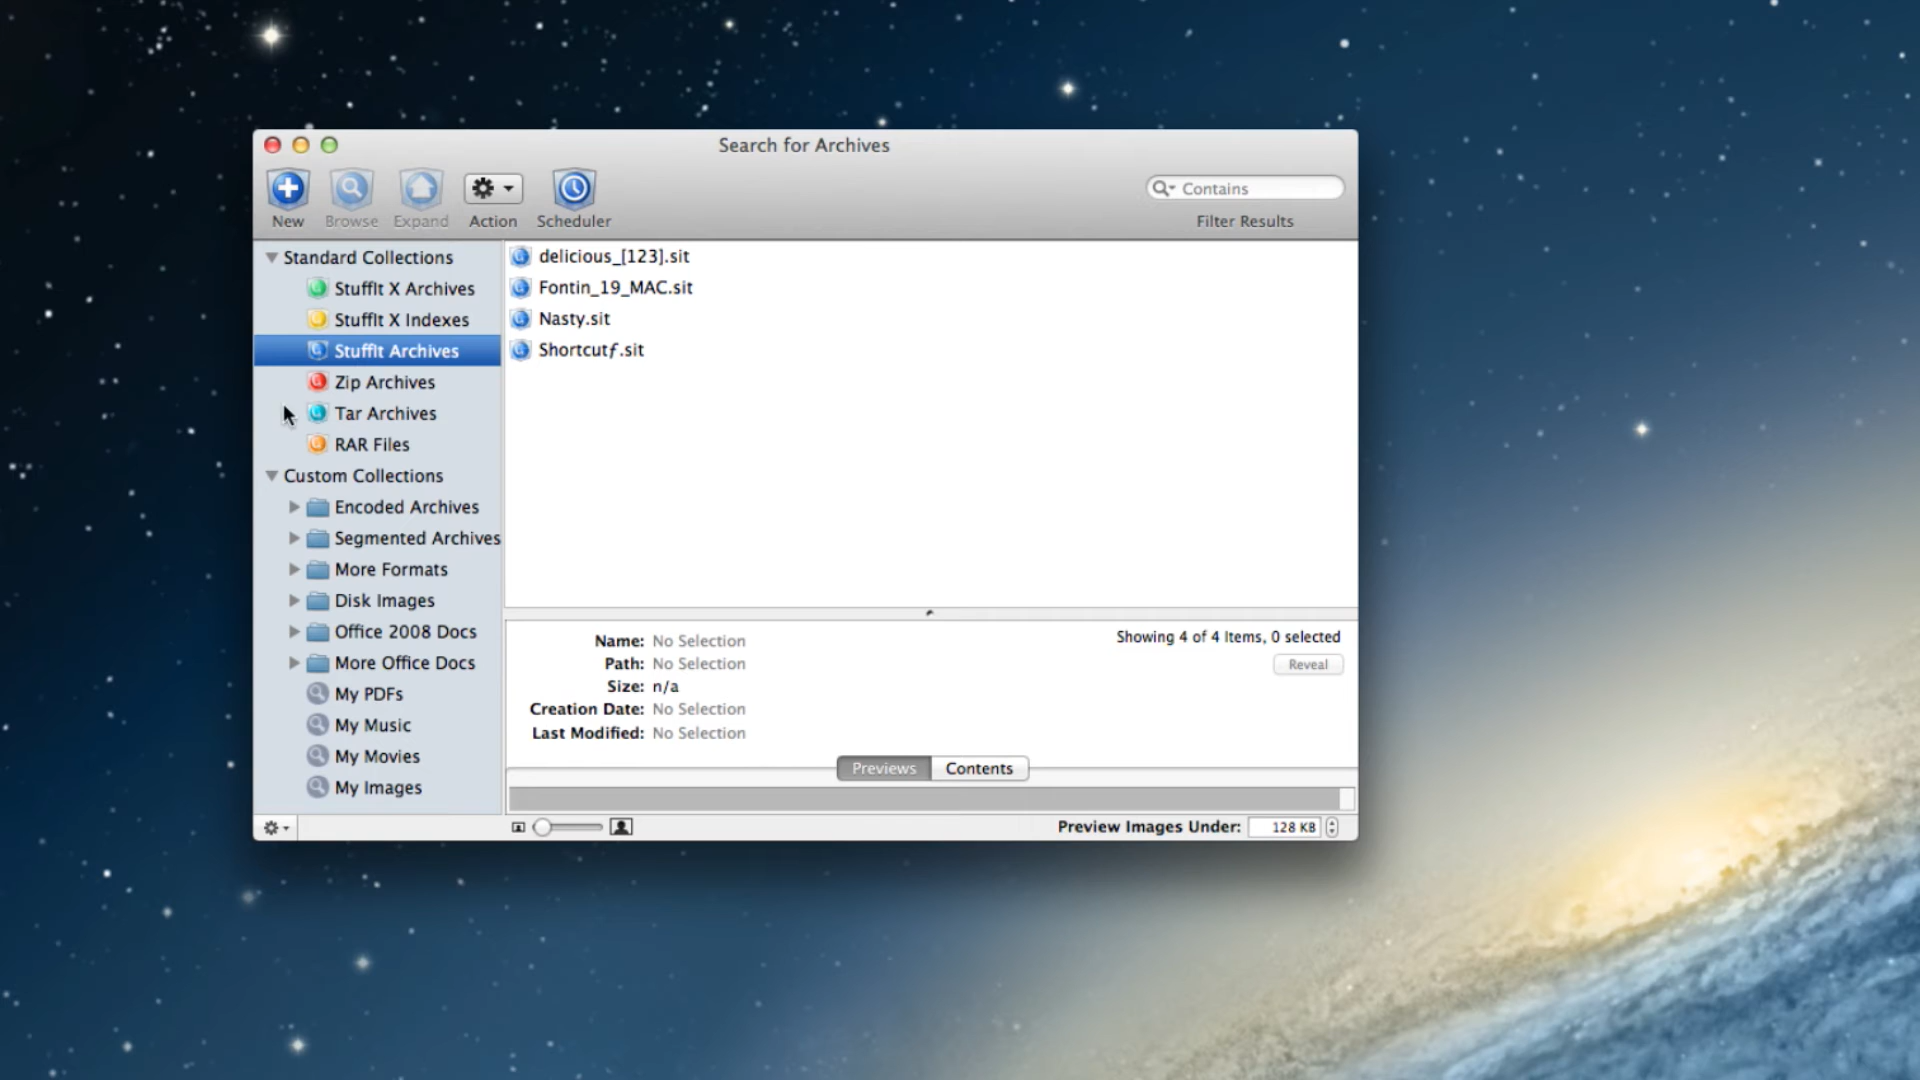 Search for Archives
New Browse Expand Action Scheduler
Contains
Filter Results
Standard Collections
StuffIt X Archives
StuffIt X Indexes
StuffIt Archives
Zip Archives
Tar Archives
RAR Files
Custom Collections
Encoded Archives
Segmented Archives
More Formats
Disk Images
Office 2008 Docs
More Office Docs
My PDFs
My Music
My Movies
My Images
delicious_[123].sit
Fontin_19_MAC.sit
Nasty.sit
Shortcutƒ.sit
Name: No Selection
Path: No Selection
Size: n/a
Creation Date: No Selection
Last Modified: No Selection
Showing 4 of 4 Items, 0 selected
Reveal
Previews Contents
Preview Images Under: 128 KB